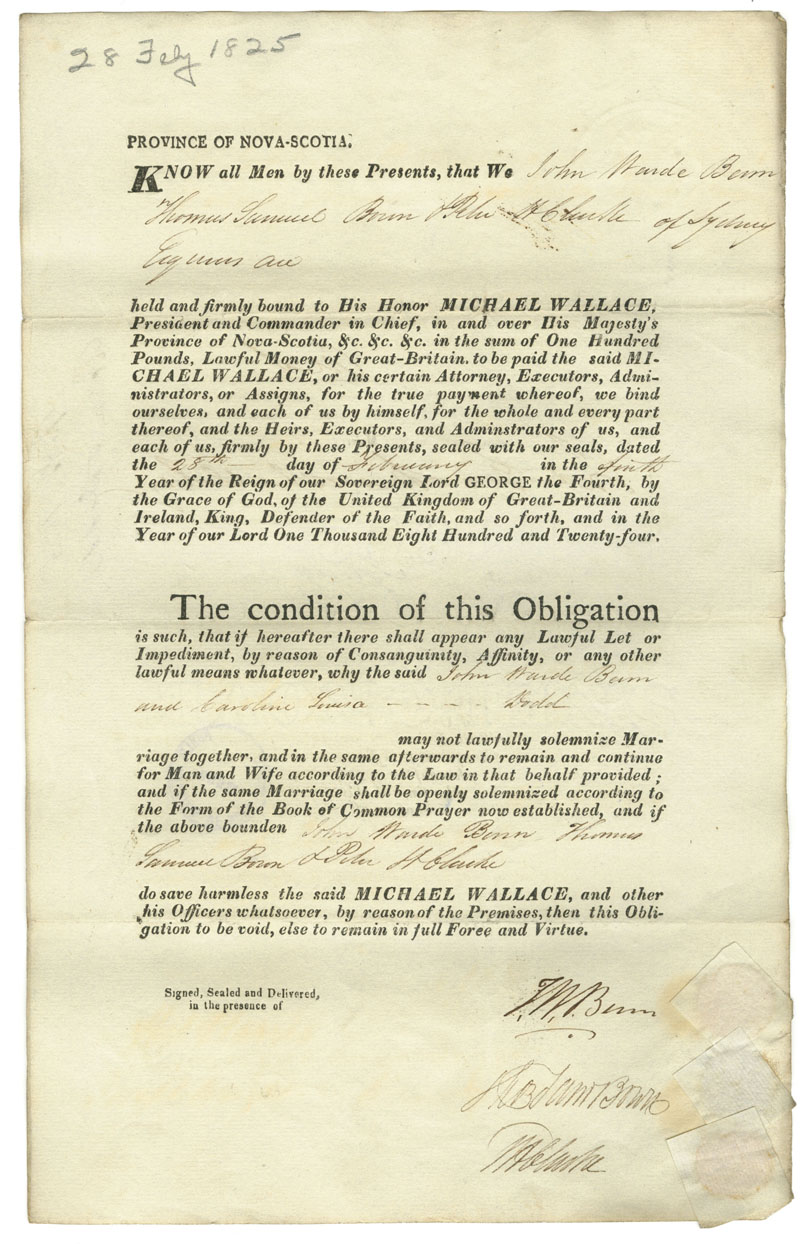 28 Feby 1825
PROVINCE OF NOVA-SCOTIA.
KNOW all Men by these Presents, that We John Warde
Thomas Samuel Bown & Peter H Clarke of Sydney
are
held and firmly bound to His Honor MICHAEL WALLACE,
President and Commander in Chief, in and over His Majesty's
Province of Nova-Scotia, &c. &c. &c. in the sum of One Hundred
Pounds, Lawful Money of Great-Britain. to be paid the said MI-
CHAEL WALLACE, or his certain Attorney, Executors, Admi-
nistrators, or Assigns, for the true payment whereof, we bind
ourselves, and each of us by himself, for the whole and every part
thereof, and the Heirs, Executors, and Adminstrators of us, and
each of us, firmly by these Presents, sealed with our seals, dated
the 28th day of February in the
Year of the Reign of our Sovereign Lord GEORGE the Fourth, by
the Grace of God, of the United Kingdom of Great-Britain and
Ireland, King, Defender of the Faith, and so forth, and in the
Year of our Lord One Thousand Eight Hundred and Twenty-four.
The condition of this Obligation
is such, that if hereafter there shall appear any Lawful Let or
Impediment, by reason of Consanguinity, Affinity, or any other
lawful means whatever, why the said John Warde
and Caroline Louisa - - - - Dodd
may not lawfully solemnize Mar-
riage together, and in the same afterwards to remain and continue
for Man and Wife according to the Law in that behalf provided;
and if the same Marriage shall be openly solemnized according to
the Form of the Book of Common Prayer now established, and if
the above bounden John Warde Thomas
Samuel Bown & Peter H Clarke
do save harmless the said MICHAEL WALLACE, and other
his Officers whatsoever, by reason of the Premises, then this Obli-
gation to be void, else to remain in full Force and Virtue.
Signed, Sealed and Delivered,
in the presence of
Bown
Clarke